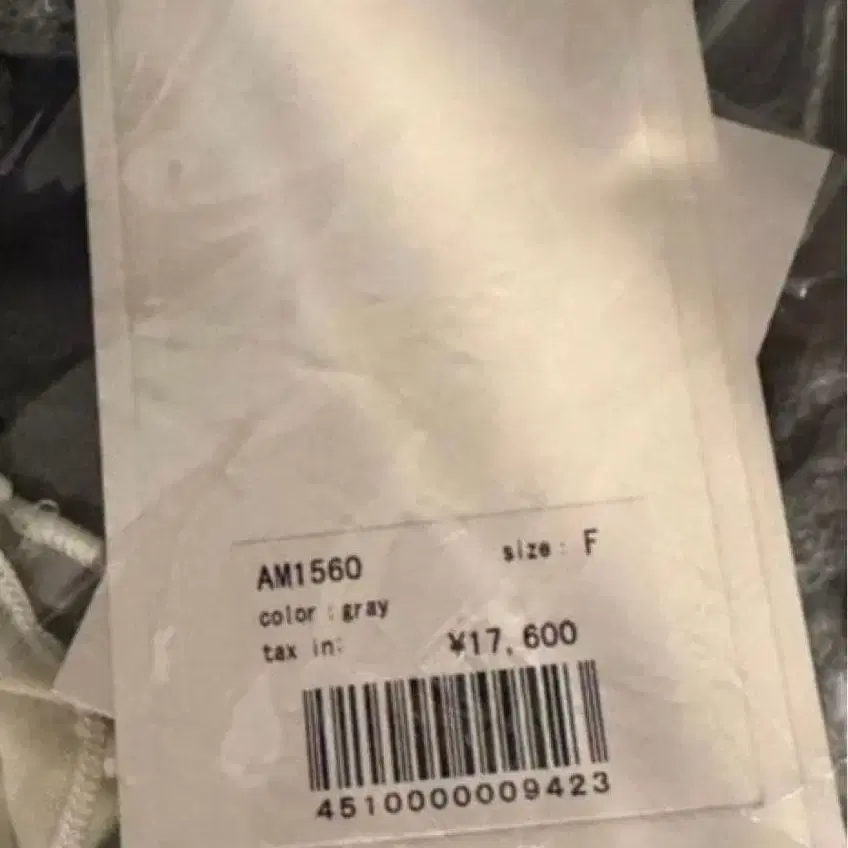 AM1560 size: F
color : gray
tax in: ¥17,600
4510000009423